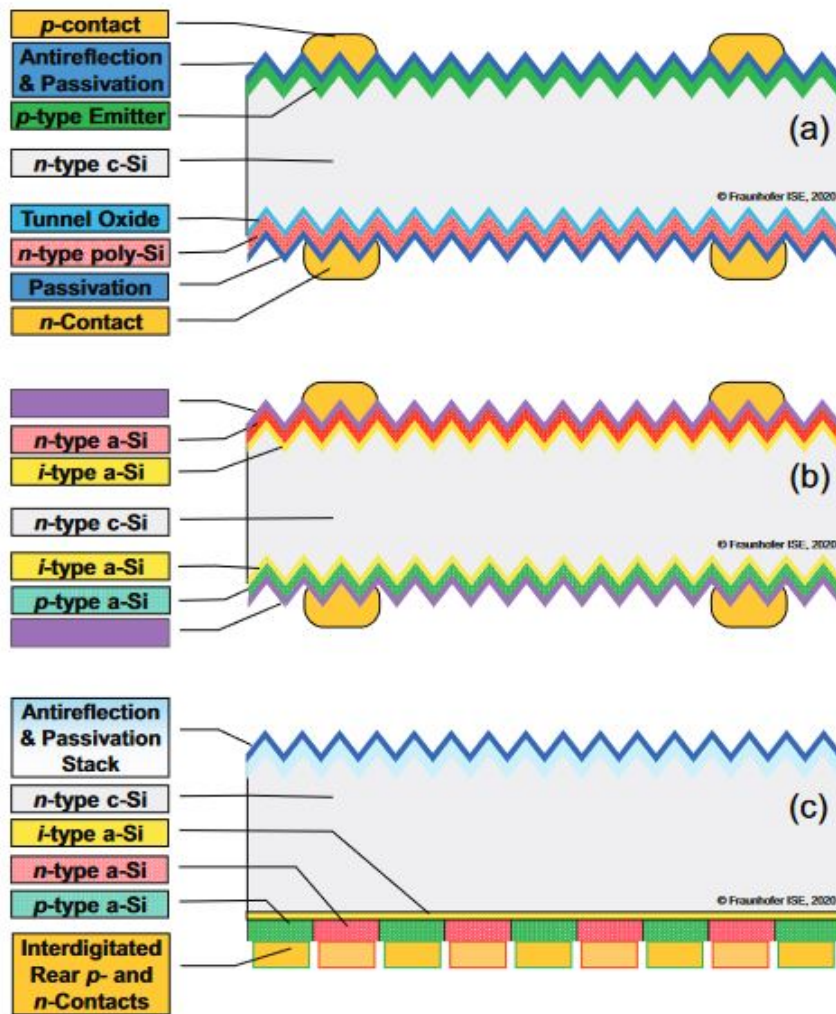 p-contact
Antireflection
& Passivation
p-type Emitter
(a)
n-type c-Si
© Fraunhofer ISE, 2020
Tunnel Oxide
n-type poly-Si
Passivation
n-Contact
n-type a-Si
i-type a-Si
(b)
n-type c-Si
© Fraunhofer ISE, 2020
i-type a-Si
p-type a-Si
Antireflection
& Passivation
Stack
n-type c-Si
(c)
i-type a-Si
n-type a-Si
p-type a-Si
© Fraunhofer ISE, 2020
Interdigitated
Rear p- and
n-Contacts